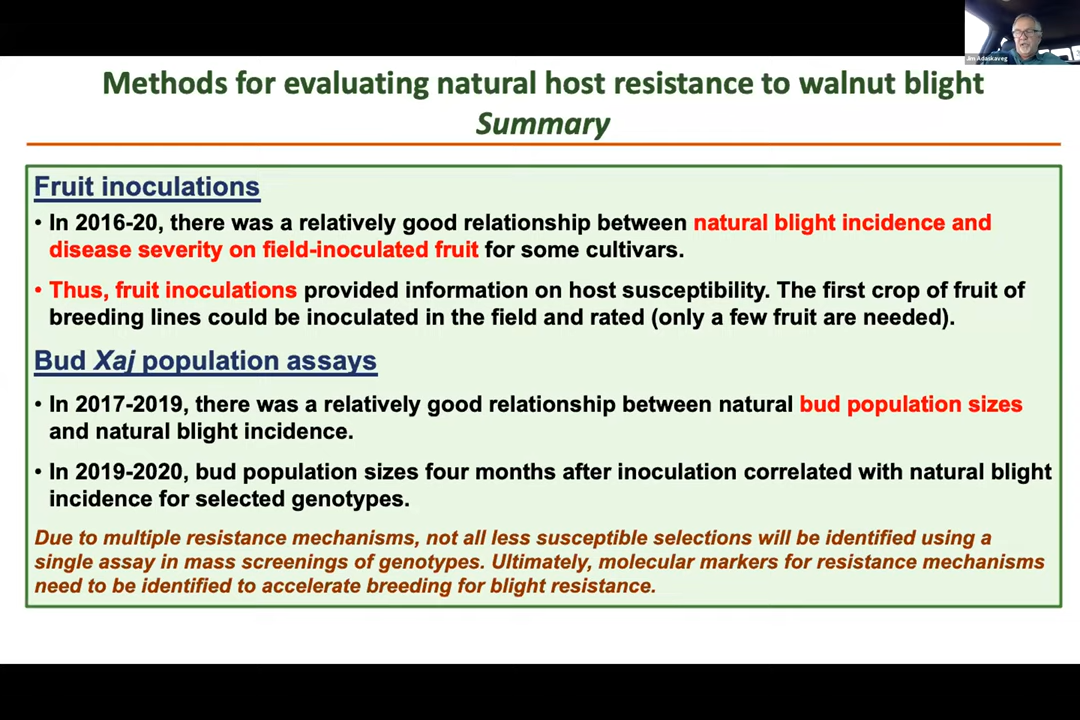 Jim Adaskaveg
Methods for evaluating natural host resistance to walnut blight
Summary
Fruit inoculations
• In 2016-20, there was a relatively good relationship between natural blight incidence and
disease severity on field-inoculated fruit for some cultivars.
• Thus, fruit inoculations provided information on host susceptibility. The first crop of fruit of
breeding lines could be inoculated in the field and rated (only a few fruit are needed).
Bud Xaj population assays
• In 2017-2019, there was a relatively good relationship between natural bud population sizes
and natural blight incidence.
• In 2019-2020, bud population sizes four months after inoculation correlated with natural blight
incidence for selected genotypes.
Due to multiple resistance mechanisms, not all less susceptible selections will be identified using a
single assay in mass screenings of genotypes. Ultimately, molecular markers for resistance mechanisms
need to be identified to accelerate breeding for blight resistance.